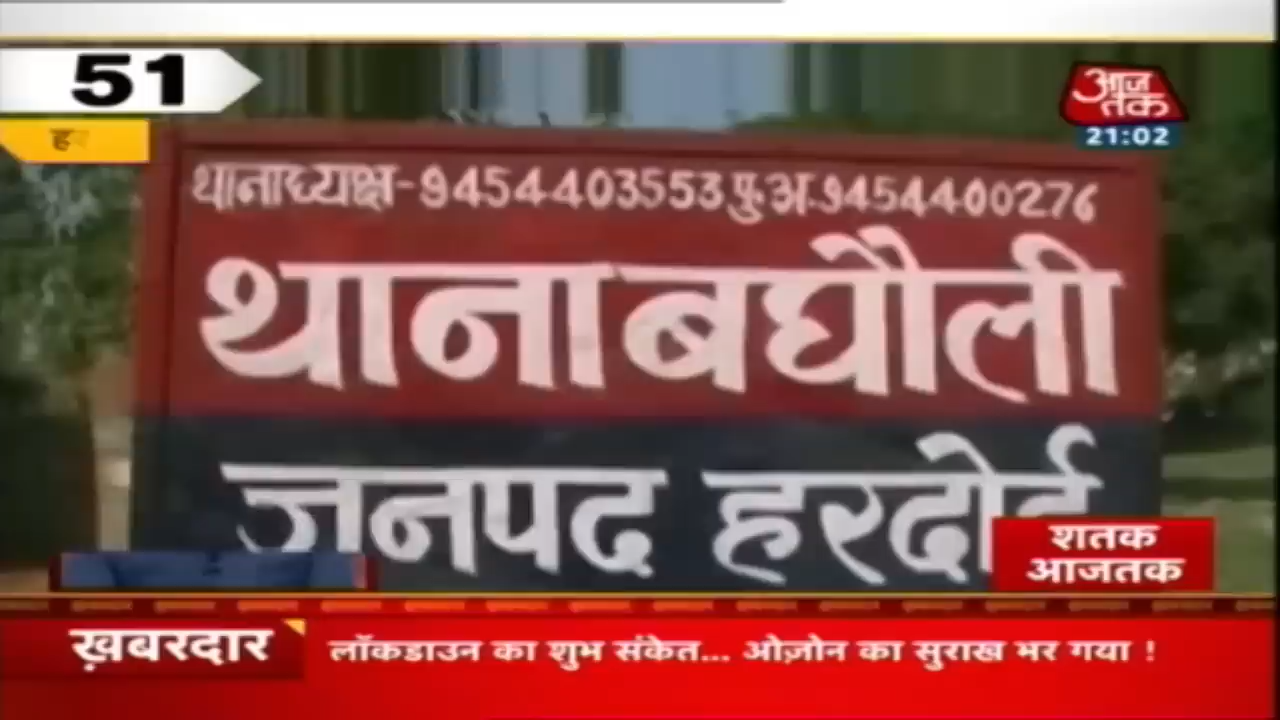 51
आज
तक
21:02
थानाध्यक्ष-9454403553 पु.अ.9454400276
थाना बघौली
जनपद हरदोई
शतक
आजतक
ख़बरदार
लॉकडाउन का शुभ संकेत... ओज़ोन का सुराख भर गया !